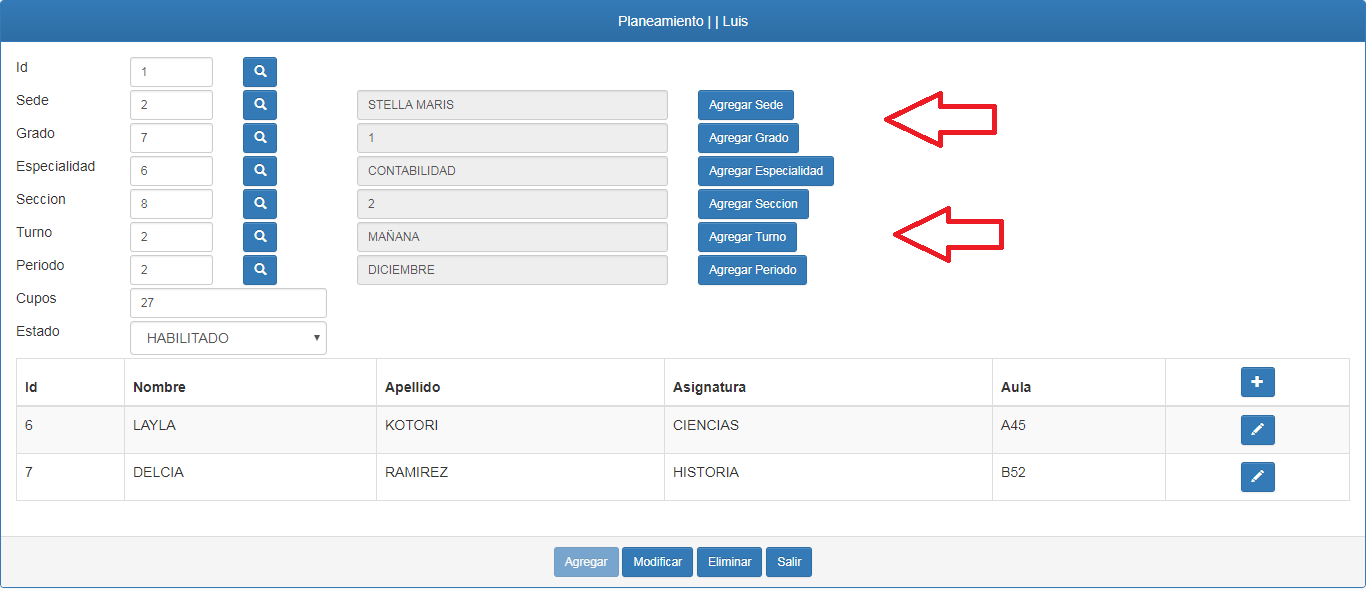 Planeamiento | | Luis
Id 1
Sede 2 STELLA MARIS Agregar Sede
Grado 7 1 Agregar Grado
Especialidad 6 CONTABILIDAD Agregar Especialidad
Seccion 8 2 Agregar Seccion
Turno 2 MAÑANA Agregar Turno
Periodo 2 DICIEMBRE Agregar Periodo
Cupos 27
Estado HABILITADO
Id Nombre Apellido Asignatura Aula
6 LAYLA KOTORI CIENCIAS A45
7 DELCIA RAMIREZ HISTORIA B52
Agregar Modificar Eliminar Salir